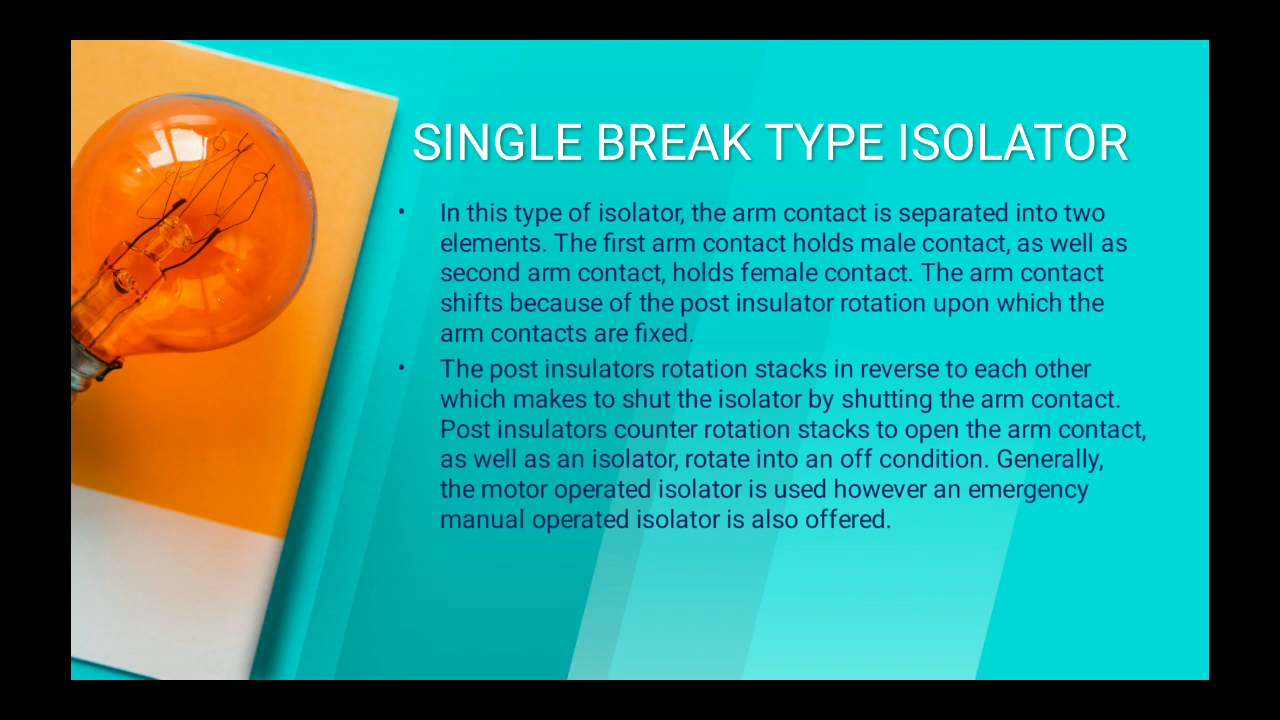 SINGLE BREAK TYPE ISOLATOR
• In this type of isolator, the arm contact is separated into two
elements. The first arm contact holds male contact, as well as
second arm contact, holds female contact. The arm contact
shifts because of the post insulator rotation upon which the
arm contacts are fixed.
• The post insulators rotation stacks in reverse to each other
which makes to shut the isolator by shutting the arm contact.
Post insulators counter rotation stacks to open the arm contact,
as well as an isolator, rotate into an off condition. Generally,
the motor operated isolator is used however an emergency
manual operated isolator is also offered.